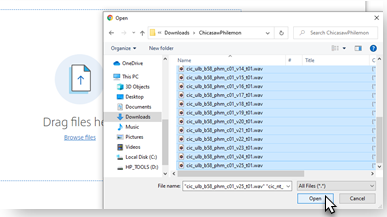 Open
Downloads > ChicasawPhilemon
Search ChicasawPhilemon
Organize
New folder
Name
#
Title
OneDrive
This PC
3D Objects
Desktop
Documents
Downloads
Music
Pictures
Videos
Local Disk (C:)
HP_TOOLS (D:)
cic_ulb_b58_phm_c01_v14_t01.wav
cic_ulb_b58_phm_c01_v15_t01.wav
cic_ulb_b58_phm_c01_v16_t01.wav
cic_ulb_b58_phm_c01_v17_t01.wav
cic_ulb_b58_phm_c01_v18_t01.wav
cic_ulb_b58_phm_c01_v19_t01.wav
cic_ulb_b58_phm_c01_v20_t01.wav
cic_ulb_b58_phm_c01_v21_t01.wav
cic_ulb_b58_phm_c01_v22_t01.wav
cic_ulb_b58_phm_c01_v23_t01.wav
cic_ulb_b58_phm_c01_v24_t01.wav
cic_ulb_b58_phm_c01_v25_t01.wav
Drag files he
Browse files
File name: "cic_ulb_b58_phm_c01_v25_t01.wav" "cic_nt_
All Files (*.*)
Open
Cancel